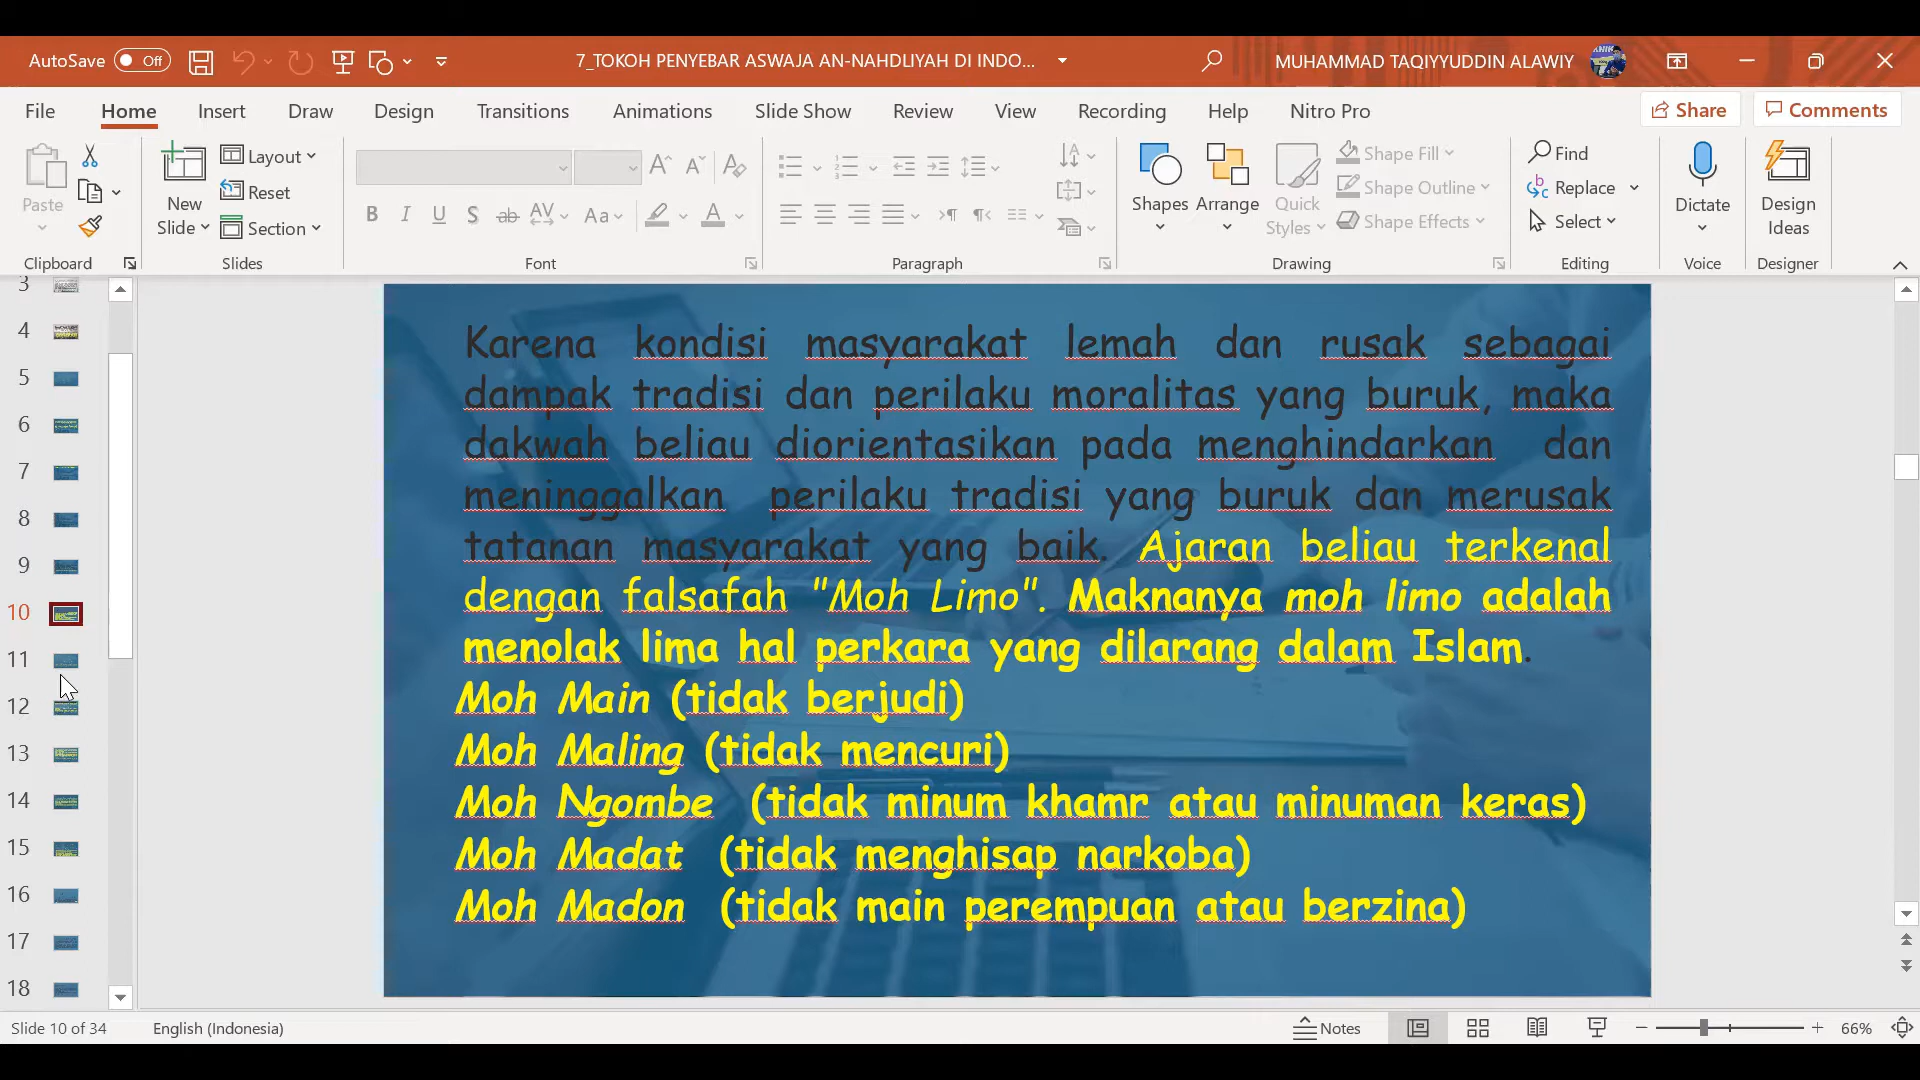 AutoSave Off 7_TOKOH PENYEBAR ASWAJA AN-NAHDLIYAH DI INDO... MUHAMMAD TAQIYYUDDIN ALAWIY
File Home Insert Draw Design Transitions Animations Slide Show Review View Recording Help Nitro Pro Share Comments
Paste
New Slide
Layout
Reset
Section
Shapes Arrange Quick Styles
Shape Fill
Shape Outline
Shape Effects
Find
Replace
Select
Dictate
Design Ideas
Clipboard Slides Font Paragraph Drawing Editing Voice Designer
3
4
5
6
7
8
9
10
11
12
13
14
15
16
17
18
Karena kondisi masyarakat lemah dan rusak sebagai
dampak tradisi dan perilaku moralitas yang buruk, maka
dakwah beliau diorientasikan pada menghindarkan dan
meninggalkan perilaku tradisi yang buruk dan merusak
tatanan masyarakat yang baik. Ajaran beliau terkenal
dengan falsafah "Moh Limo". Maknanya moh limo adalah
menolak lima hal perkara yang dilarang dalam Islam.
Moh Main (tidak berjudi)
Moh Maling (tidak mencuri)
Moh Ngombe (tidak minum khamr atau minuman keras)
Moh Madat (tidak menghisap narkoba)
Moh Madon (tidak main perempuan atau berzina)
Slide 10 of 34 English (Indonesia) Notes 66%